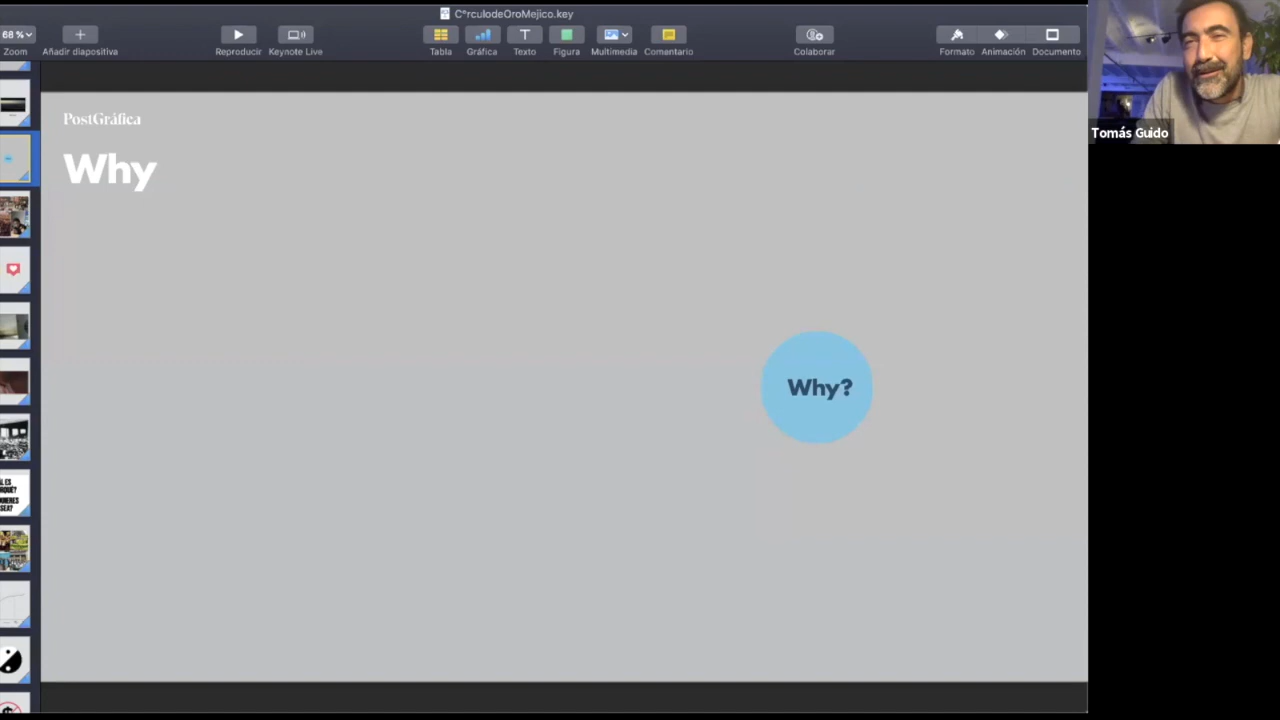 C°rculodeOroMejico.key
68 %
Zoom
Añadir diapositiva
Reproducir
Keynote Live
Tabla
Gráfica
Texto
Figura
Multimedia
Comentario
Colaborar
Formato
Animación
Documento
Tomás Guido
PostGráfica
Why
Why?